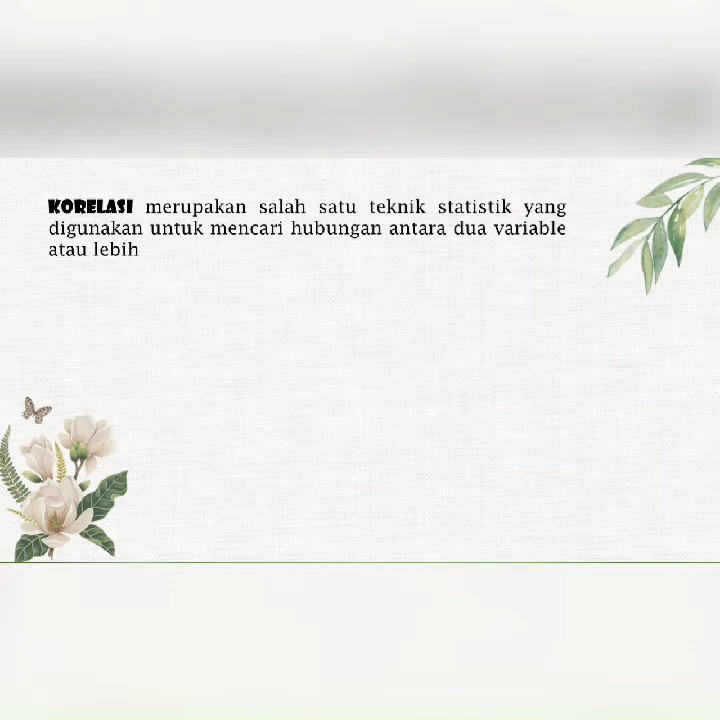 KORELASI merupakan salah satu teknik statistik yang
digunakan untuk mencari hubungan antara dua variable
atau lebih